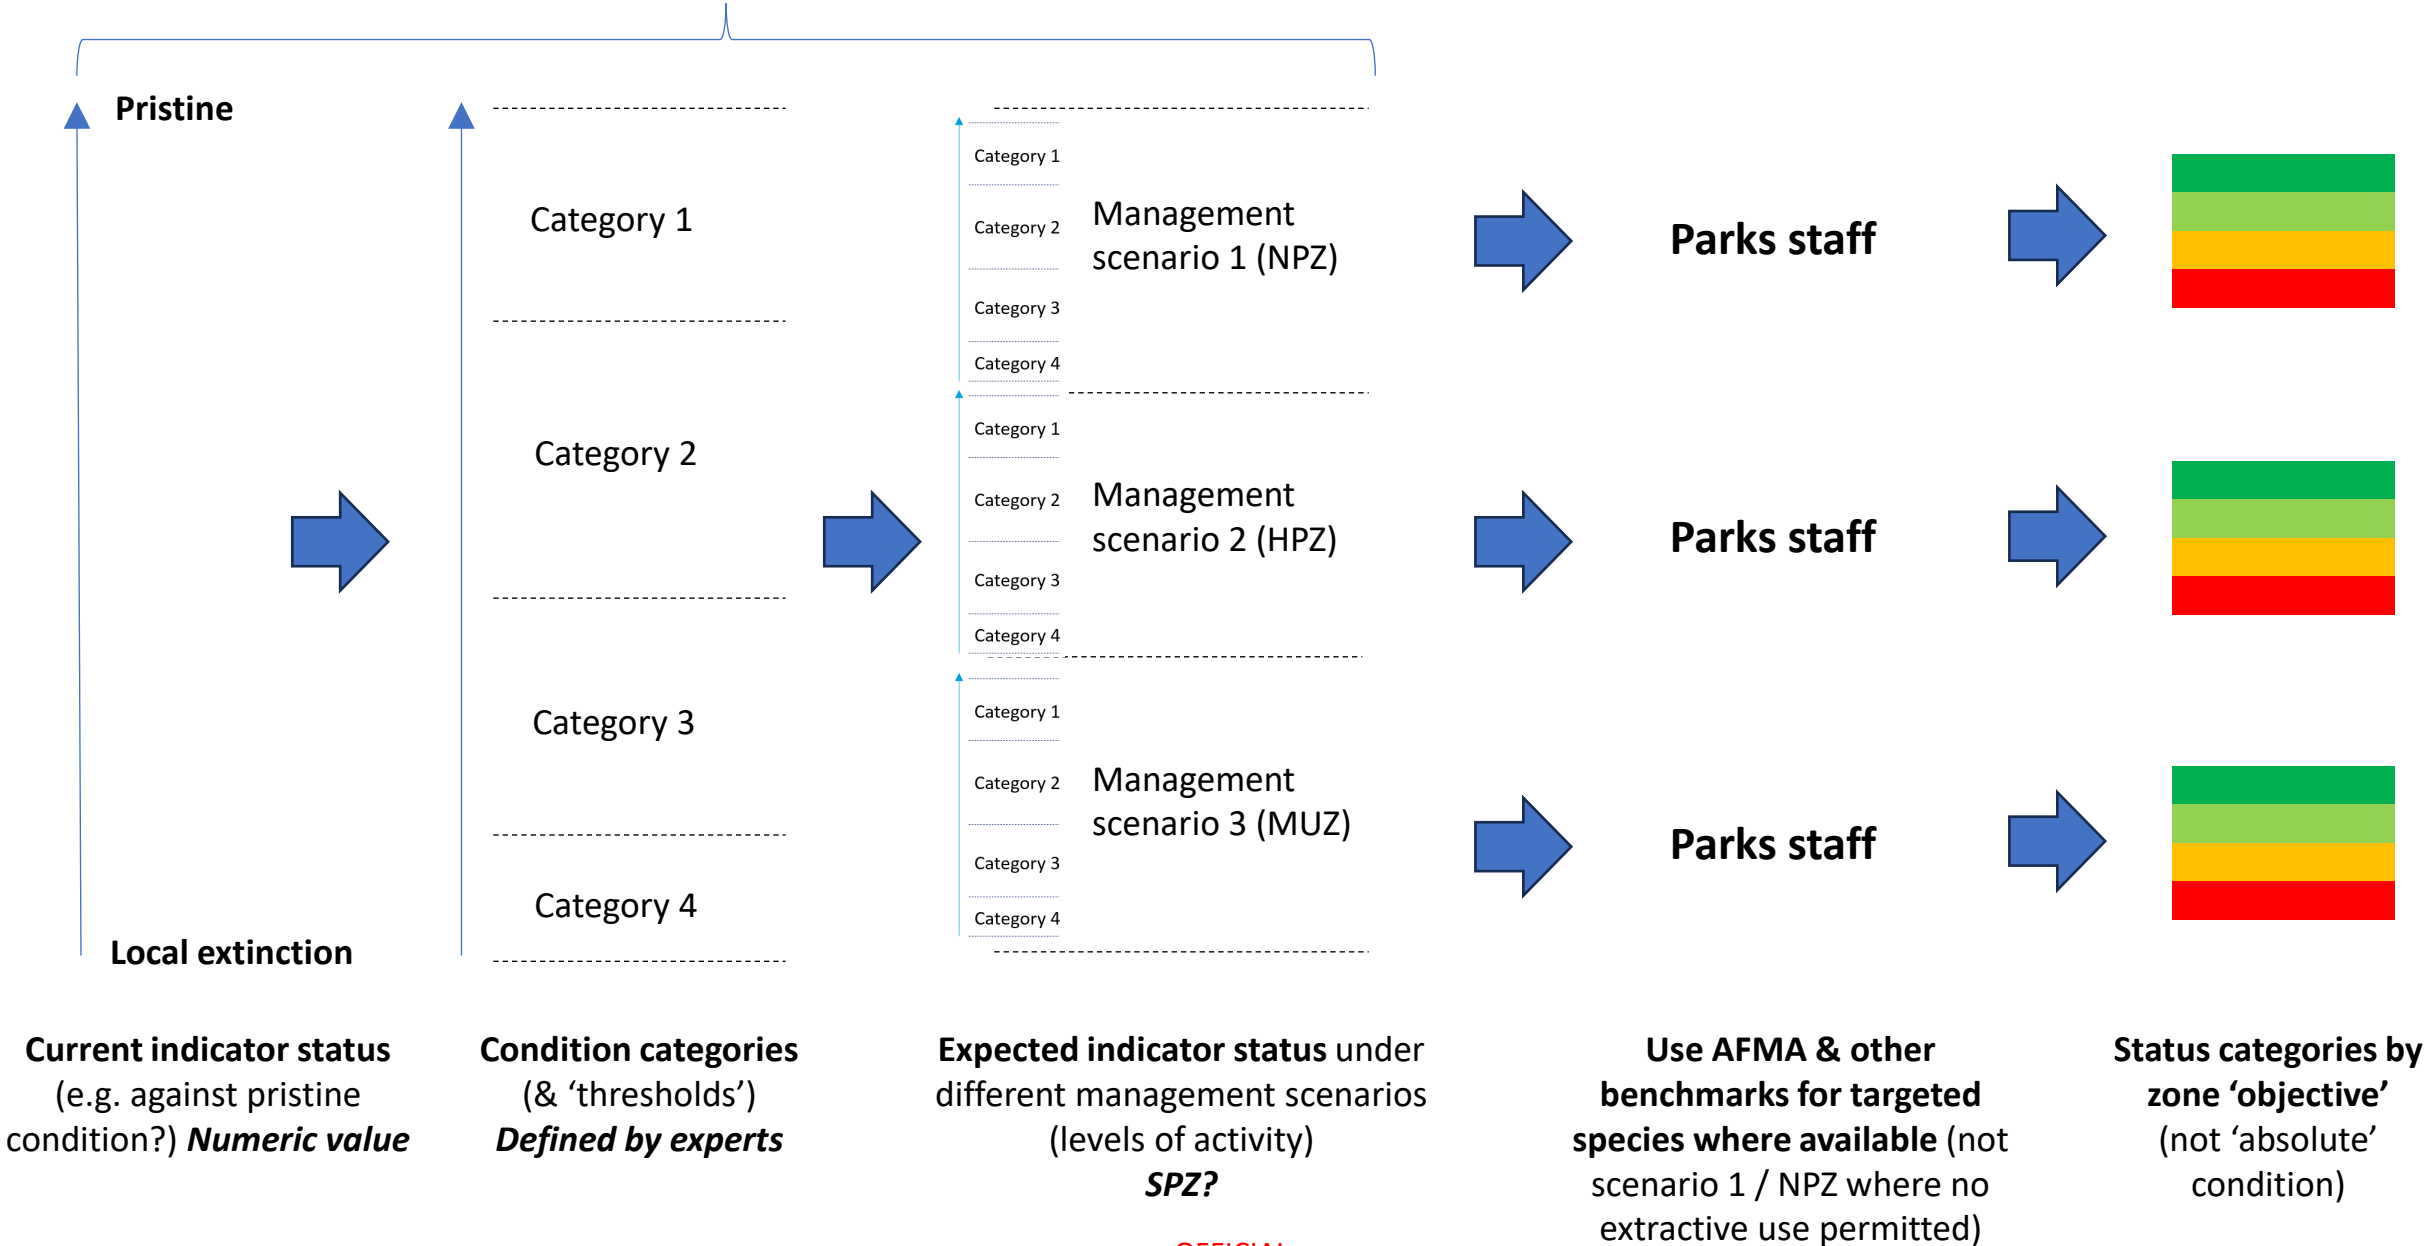 Pristine
Category 1
Category 2
Category 3
Category 4
Local extinction
Category 1
Category 2
Category 3
Category 4
Management
scenario 1 (NPZ)
Category 1
Category 2
Category 3
Category 4
Management
scenario 2 (HPZ)
Category 1
Category 2
Category 3
Category 4
Management
scenario 3 (MUZ)
Parks staff
Parks staff
Parks staff
Current indicator status
(e.g. against pristine
condition?) Numeric value
Condition categories
(& ‘thresholds’)
Defined by experts
Expected indicator status under
different management scenarios
(levels of activity)
SPZ?
Use AFMA & other
benchmarks for targeted
species where available (not
scenario 1 / NPZ where no
extractive use permitted)
Status categories by
zone ‘objective’
(not ‘absolute’
condition)
OFFICIAL